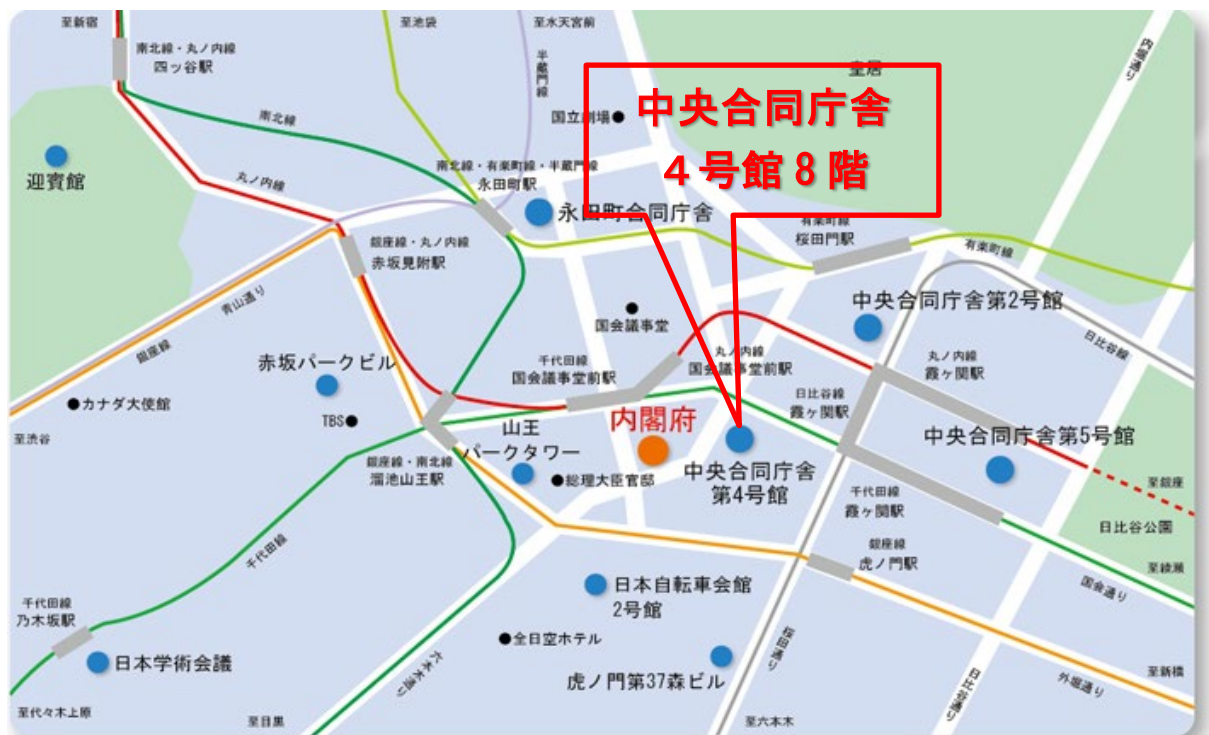 至新宿
至池袋
至水天宮前
南北線・丸ノ内線
四ッ谷駅
半蔵門線
皇居
内堀通り
中央合同庁舎
４号館８階
国立劇場
南北線
迎賓館
丸ノ内線
南北線・有楽町線・半蔵門線
永田町駅
永田町合同庁舎
有楽町線
桜田門駅
有楽町線
銀座線・丸ノ内線
赤坂見附駅
青山通り
銀座線
国会議事堂
中央合同庁舎第2号館
日比谷線
赤坂パークビル
千代田線
国会議事堂前駅
丸ノ内線
国会議事堂前駅
丸ノ内線
霞ヶ関駅
日比谷線
霞ヶ関駅
カナダ大使館
TBS
至渋谷
山王
パークタワー
内閣府
中央合同庁舎第5号館
銀座線・南北線
溜池山王駅
総理大臣官邸
中央合同庁舎
第4号館
千代田線
霞ヶ関駅
至銀座
日比谷公園
銀座線
虎ノ門駅
至綾瀬
千代田線
日本自転車会館
2号館
国会通り
千代田線
乃木坂駅
全日空ホテル
日本学術会議
虎ノ門第37森ビル
六本木通り
桜田通り
日比谷通り
外堀通り
至新橋
至代々木上原
至目黒
至六本木